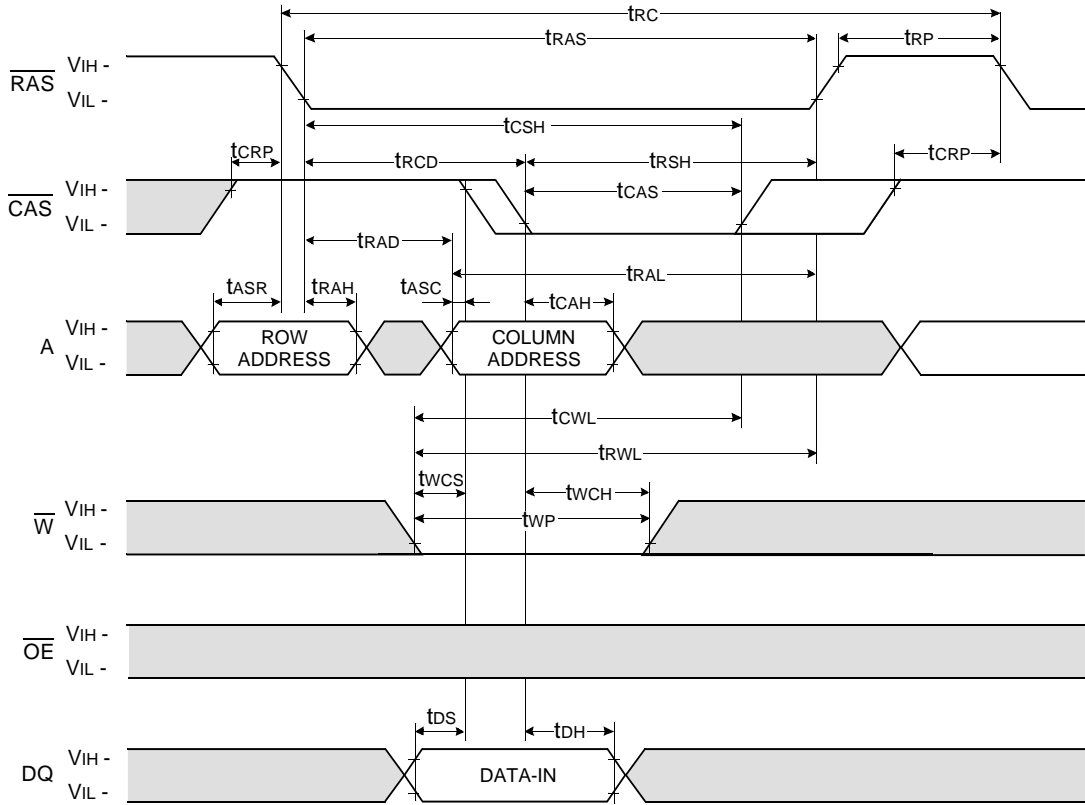 tRC
tRAS
tRP
RAS
VIH -
VIL -
tCSH
tCRP
tRCD
tRSH
tCRP
CAS
VIH -
VIL -
tCAS
tRAD
tRAL
tASR
tRAH
tASC
tCAH
A
VIH -
VIL -
ROW
ADDRESS
COLUMN
ADDRESS
tCWL
tRWL
tWCS
tWCH
tWP
W
VIH -
VIL -
OE
VIH -
VIL -
tDS
tDH
DQ
VIH -
VIL -
DATA-IN